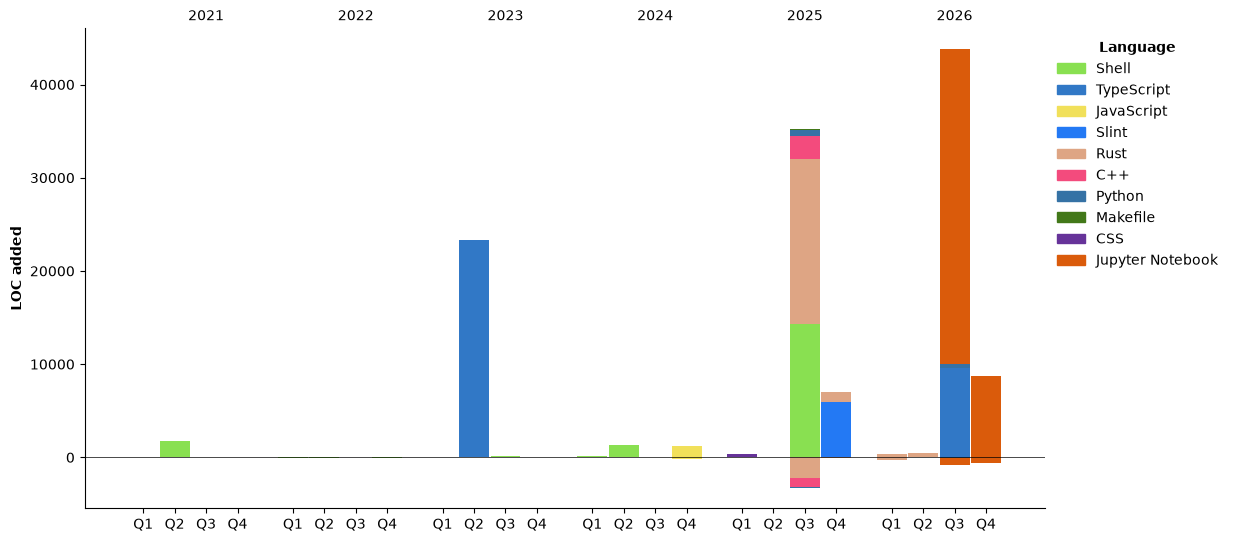 2021 2022 2023 2024 2025 2026
Language
Shell
TypeScript
JavaScript
Slint
Rust
C++
Python
Makefile
CSS
Jupyter Notebook
LOC added
40000
30000
20000
10000
0
Q1 Q2 Q3 Q4 Q1 Q2 Q3 Q4 Q1 Q2 Q3 Q4 Q1 Q2 Q3 Q4 Q1 Q2 Q3 Q4 Q1 Q2 Q3 Q4